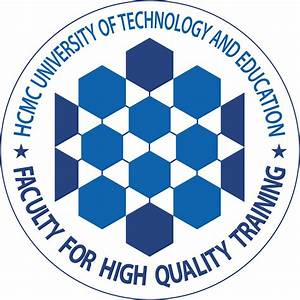 HCMC UNIVERSITY OF TECHNOLOGY AND EDUCATION
FACULTY FOR HIGH QUALITY TRAINING